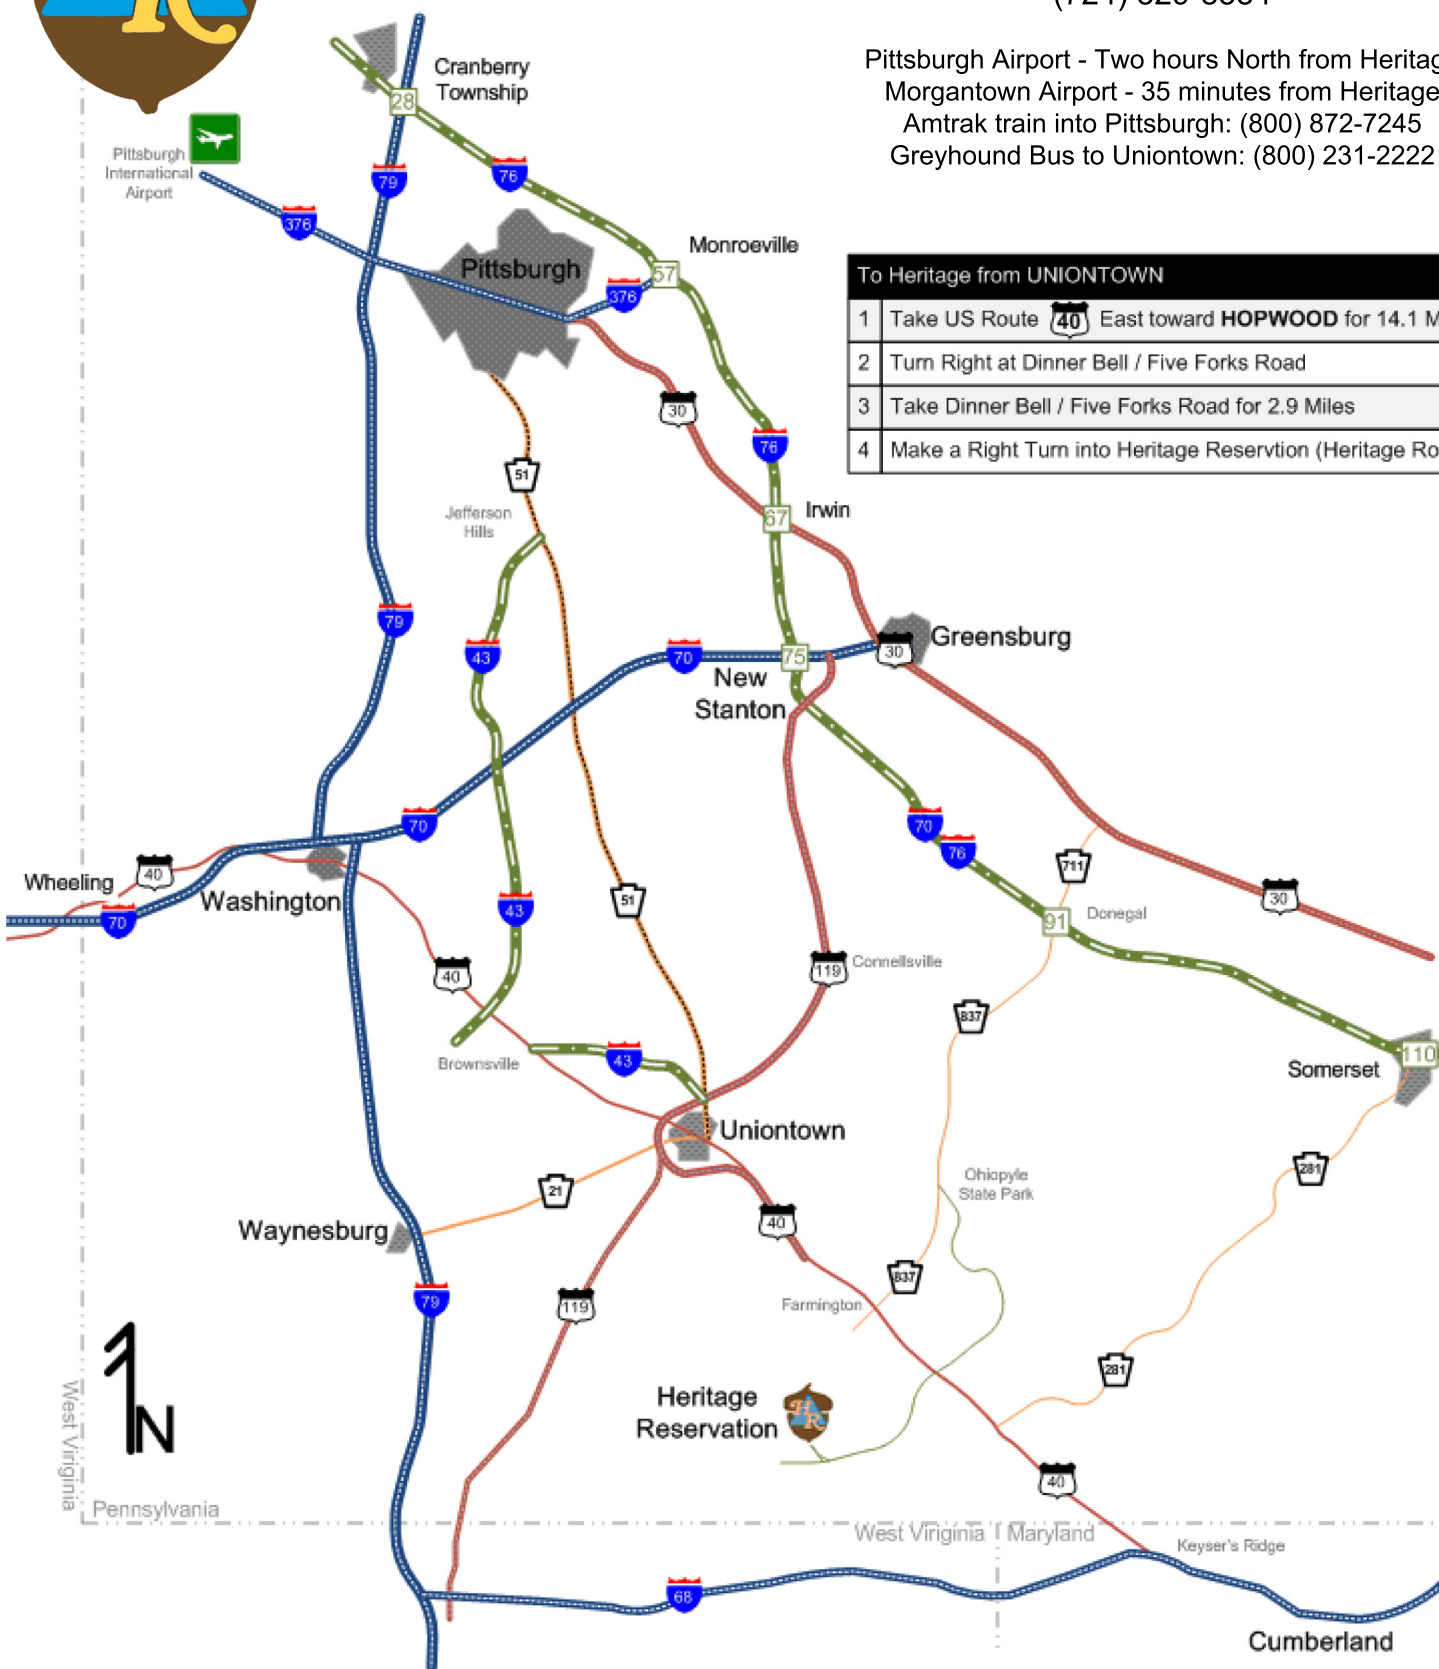 R
Pittsburgh Airport - Two hours North from Heritag
Morgantown Airport - 35 minutes from Heritage
Amtrak train into Pittsburgh: (800) 872-7245
Greyhound Bus to Uniontown: (800) 231-2222
Cranberry
Township
28
Pittsburgh
International
Airport
79
76
376
Monroeville
Pittsburgh
57
376
To Heritage from UNIONTOWN
1 Take US Route 40 East toward HOPWOOD for 14.1 M
2 Turn Right at Dinner Bell / Five Forks Road
3 Take Dinner Bell / Five Forks Road for 2.9 Miles
4 Make a Right Turn into Heritage Reservtion (Heritage Ro
30
76
51
Jefferson
Hills
67
Irwin
79
43
70
75
30
Greensburg
New
Stanton
70
70
76
40
Wheeling
70
Washington
43
51
711
30
91
Donegal
40
119
Connellsville
837
Brownsville
43
110
Somerset
Uniontown
21
Ohiopyle
State Park
281
Waynesburg
40
79
119
837
Farmington
281
Heritage
Reservation
HR
N
West Virginia
Pennsylvania
40
West Viriginia
Maryland
Keyser's Ridge
68
Cumberland